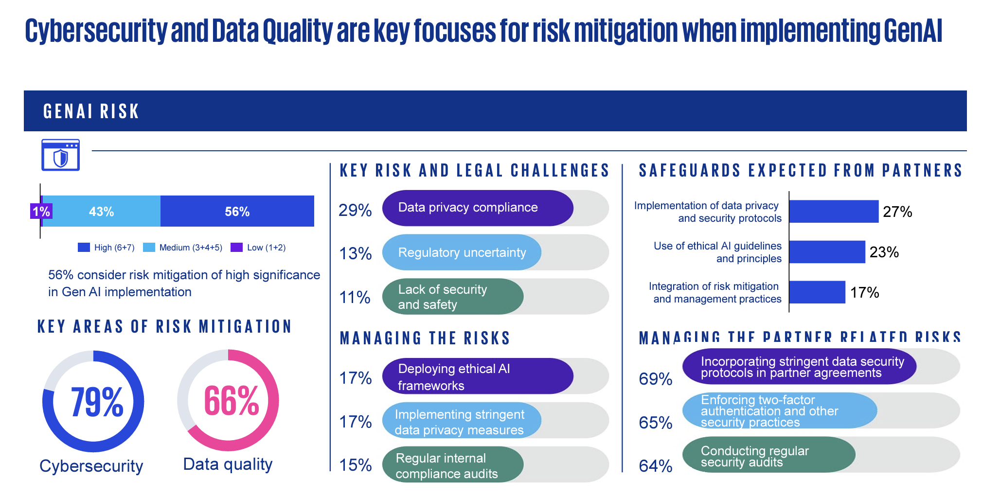 Cybersecurity and Data Quality are key focuses for risk mitigation when implementing GenAI
GENAI RISK
1%
43%
56%
High (6+7)
Medium (3+4+5)
Low (1+2)
56% consider risk mitigation of high significance
in Gen AI implementation
KEY AREAS OF RISK MITIGATION
79%
Cybersecurity
66%
Data quality
KEY RISK AND LEGAL CHALLENGES
29%
Data privacy compliance
13%
Regulatory uncertainty
11%
Lack of security
and safety
MANAGING THE RISKS
17%
Deploying ethical AI
frameworks
17%
Implementing stringent
data privacy measures
15%
Regular internal
compliance audits
SAFEGUARDS EXPECTED FROM PARTNERS
Implementation of data privacy
and security protocols
27%
Use of ethical AI guidelines
and principles
23%
Integration of risk mitigation
and management practices
17%
MANAGING THE PARTNER RELATED RISKS
69%
Incorporating stringent data security
protocols in partner agreements
65%
Enforcing two-factor
authentication and other
security practices
64%
Conducting regular
security audits